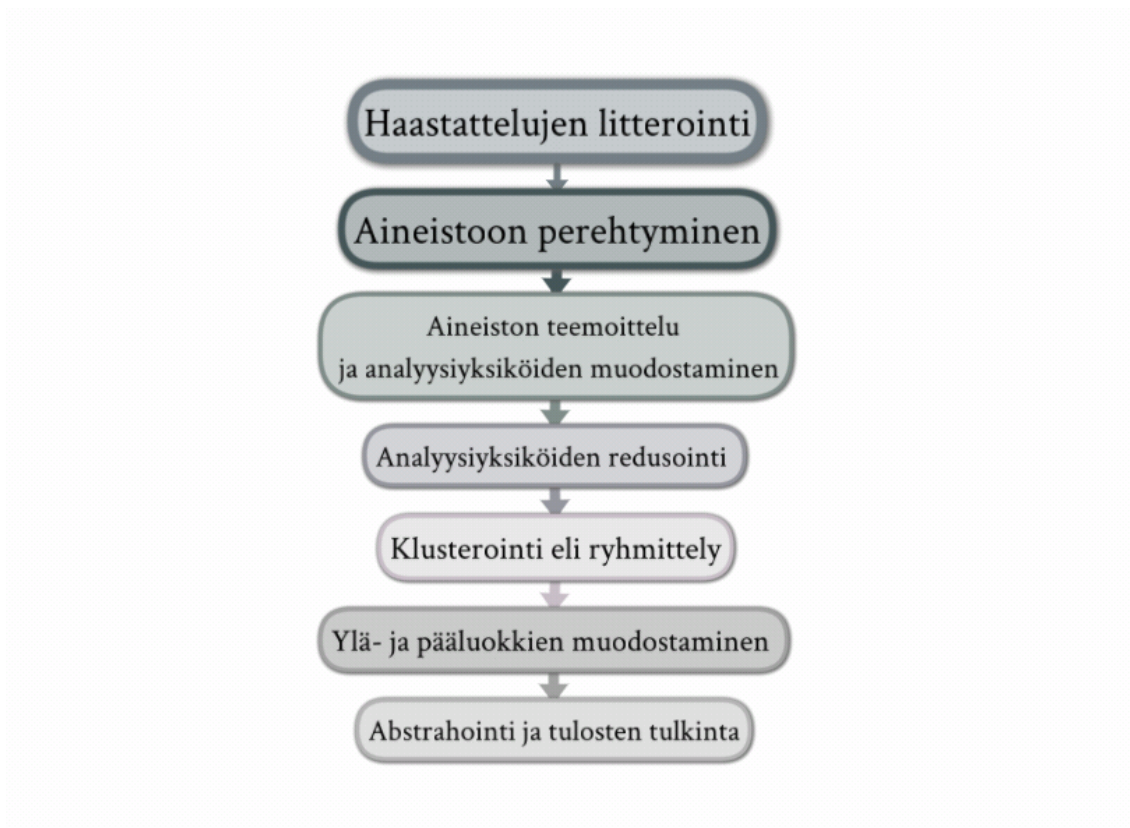 Haastattelujen litterointi
Aineistoon perehtyminen
Aineiston teemoittelu
ja analyysiyksiköiden muodostaminen
Analyysiyksiköiden redusointi
Klusterointi eli ryhmittely
Ylä- ja pääluokkien muodostaminen
Abstrahointi ja tulosten tulkinta